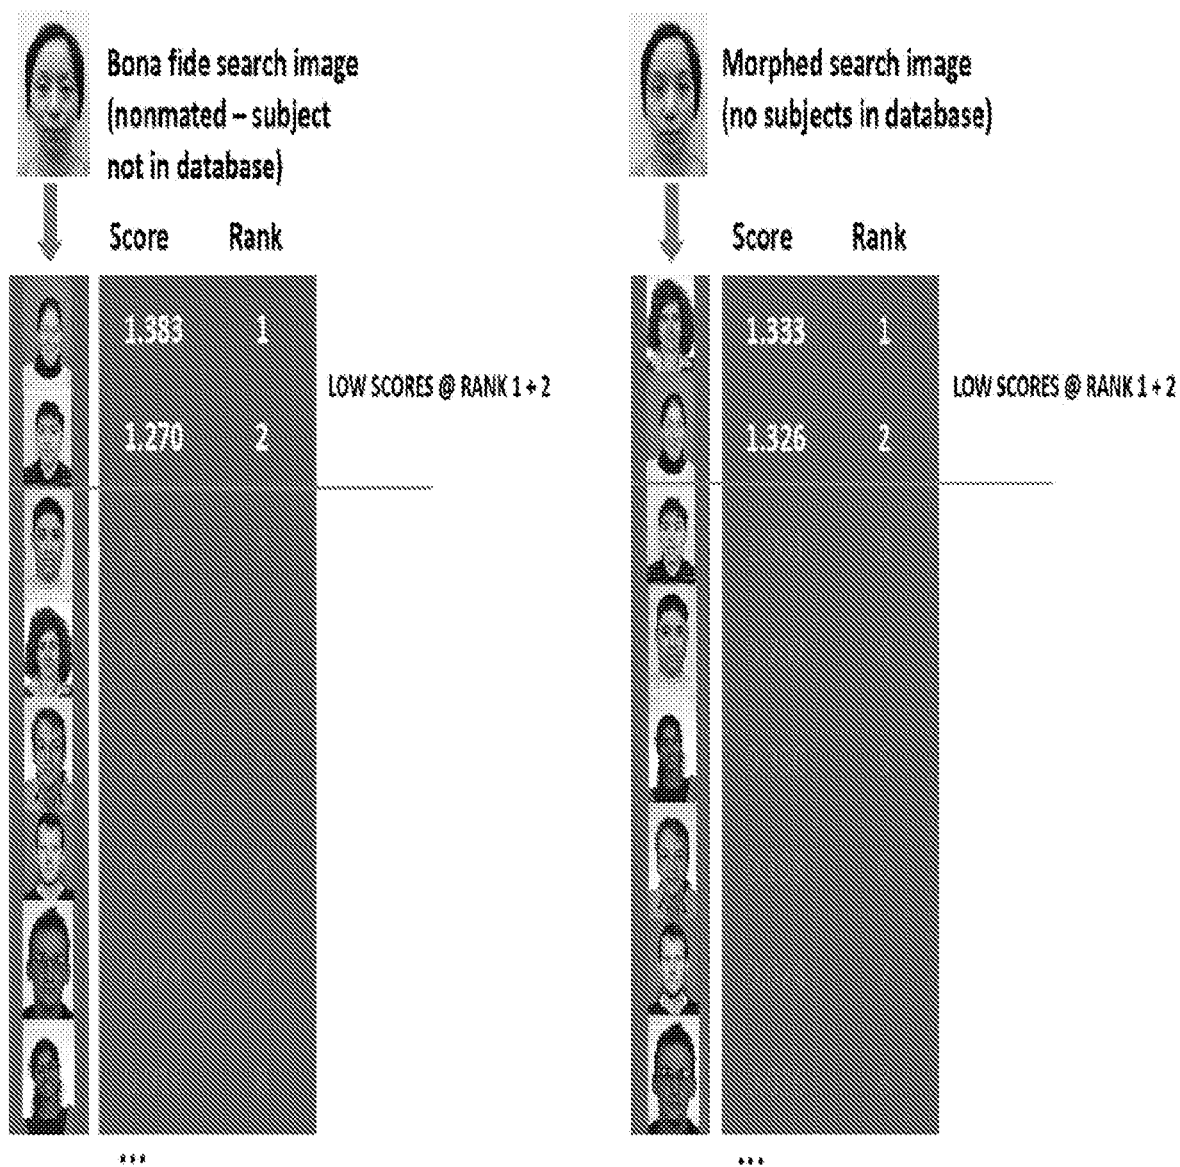 Bona fide search image
(nonmated – subject
not in database)
Score Rank
1.383 1
1.270 2
LOW SCORES @ RANK 1 + 2
...
Morphed search image
(no subjects in database)
Score Rank
1.333 1
1.326 2
LOW SCORES @ RANK 1 + 2
...